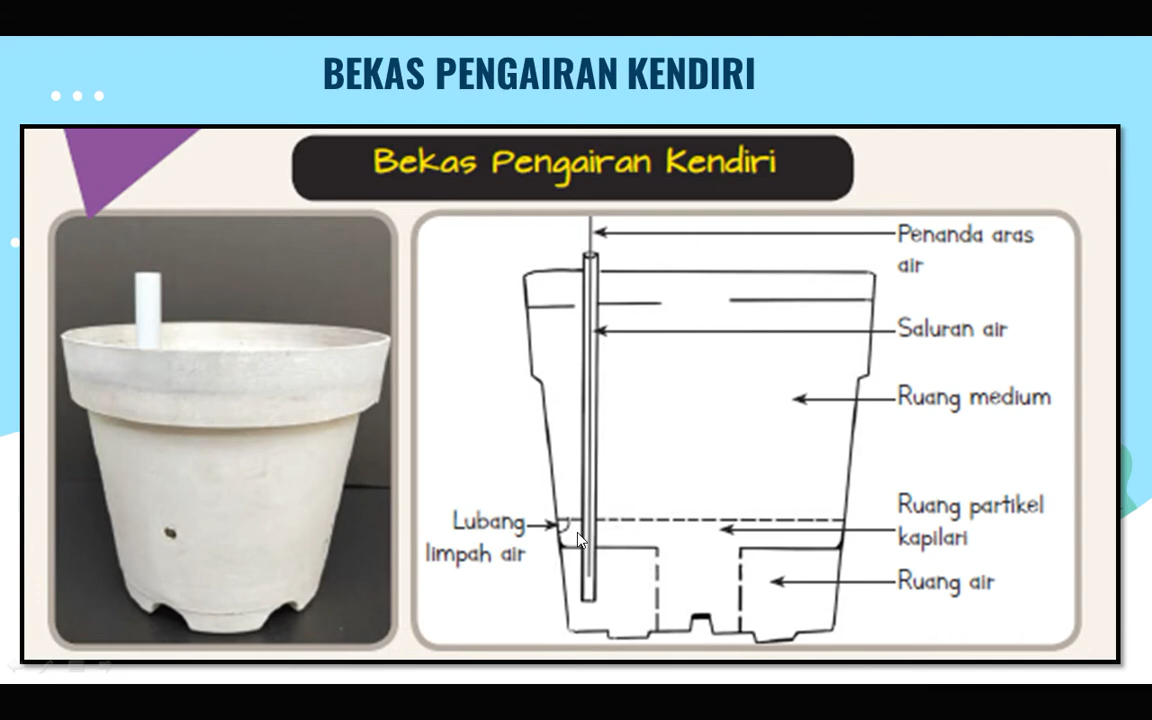 BEKAS PENGAIRAN KENDIRI
Bekas Pengairan Kendiri
Penanda aras
air
Saluran air
Ruang medium
Ruang partikel
kapilari
Ruang air
Lubang
limpah air